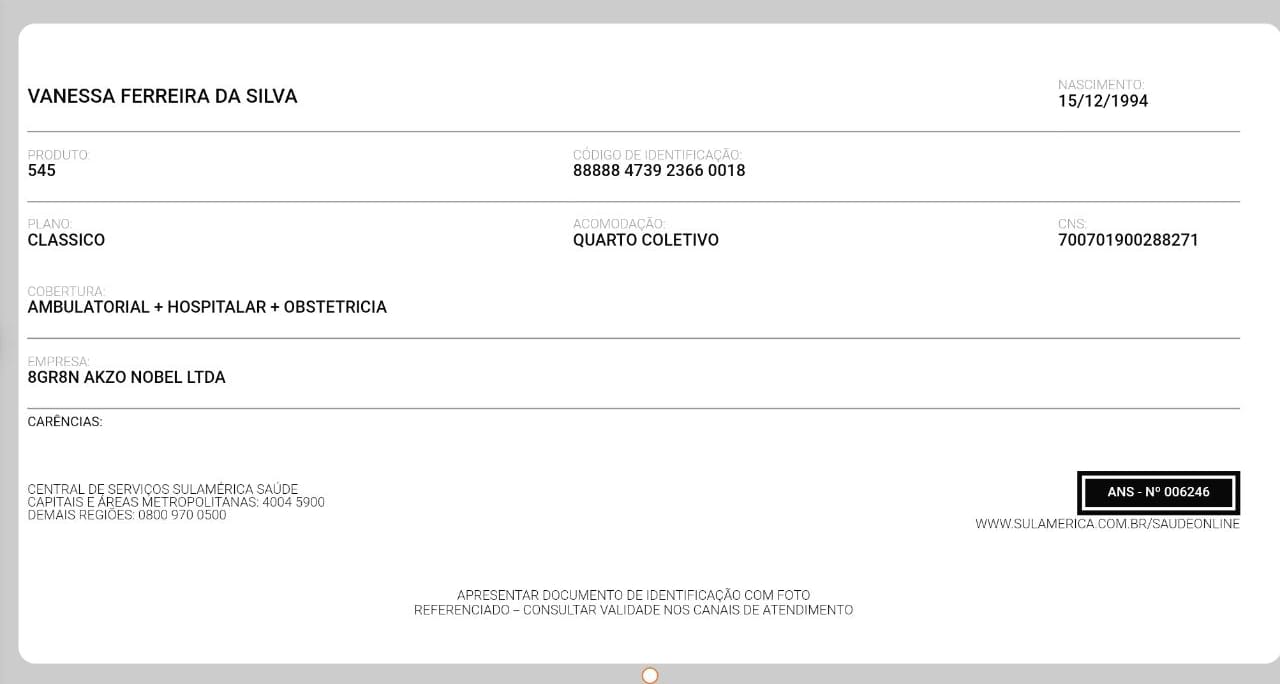 VANESSA FERREIRA DA SILVA
NASCIMENTO:
15/12/1994
PRODUTO:
545
CÓDIGO DE IDENTIFICAÇÃO:
88888 4739 2366 0018
PLANO:
CLASSICO
ACOMODAÇÃO:
QUARTO COLETIVO
CNS:
700701900288271
COBERTURA:
AMBULATORIAL + HOSPITALAR + OBSTETRICIA
EMPRESA:
8GR8N AKZO NOBEL LTDA
CARÊNCIAS:
CENTRAL DE SERVIÇOS SULAMÉRICA SAÚDE
CAPITAIS E ÁREAS METROPOLITANAS: 4004 5900
DEMAIS REGIÕES: 0800 970 0500
ANS - Nº 006246
WWW.SULAMERICA.COM.BR/SAUDEONLINE
APRESENTAR DOCUMENTO DE IDENTIFICAÇÃO COM FOTO
REFERENCIADO – CONSULTAR VALIDADE NOS CANAIS DE ATENDIMENTO